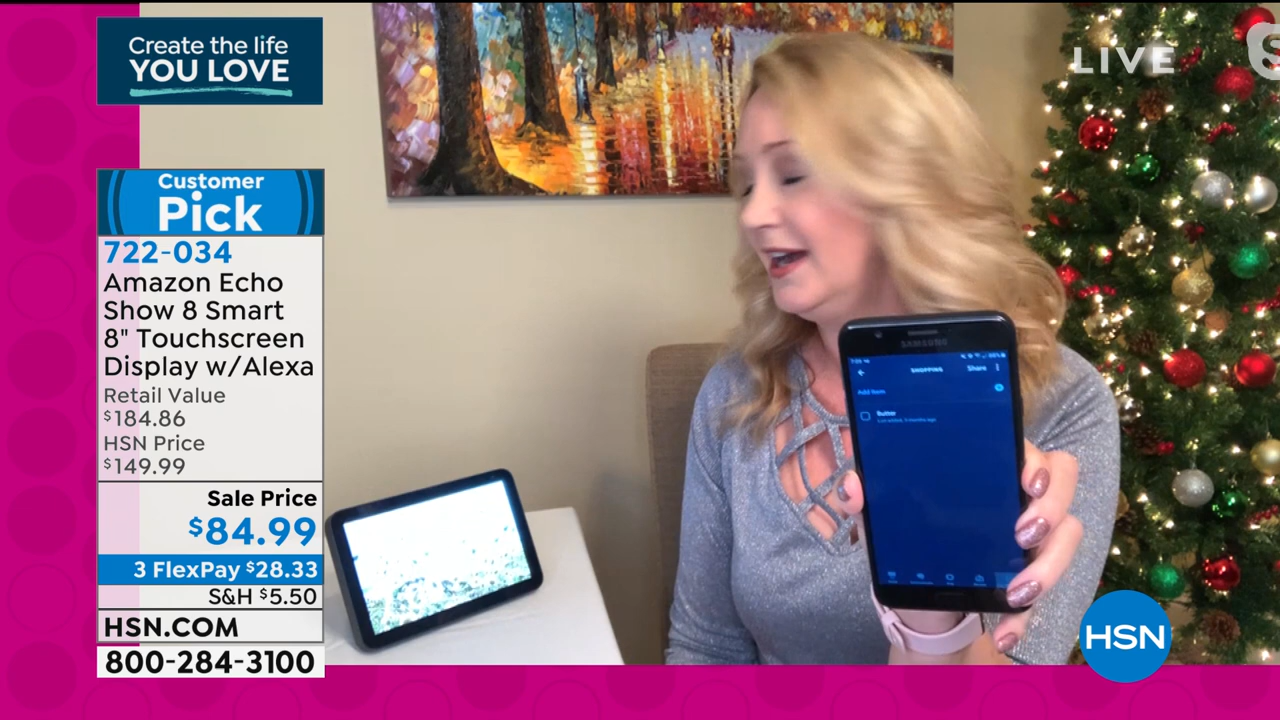 Create the life
YOU LOVE
LIVE
S
Customer
Pick
722-034
Amazon Echo
Show 8 Smart
8" Touchscreen
Display w/Alexa
Retail Value
$184.86
HSN Price
$149.99
Sale Price
$84.99
3 FlexPay $28.33
S&H $5.50
HSN.COM
800-284-3100
SAMSUNG
SHOPPING
Share
Add Item
Butter
HSN